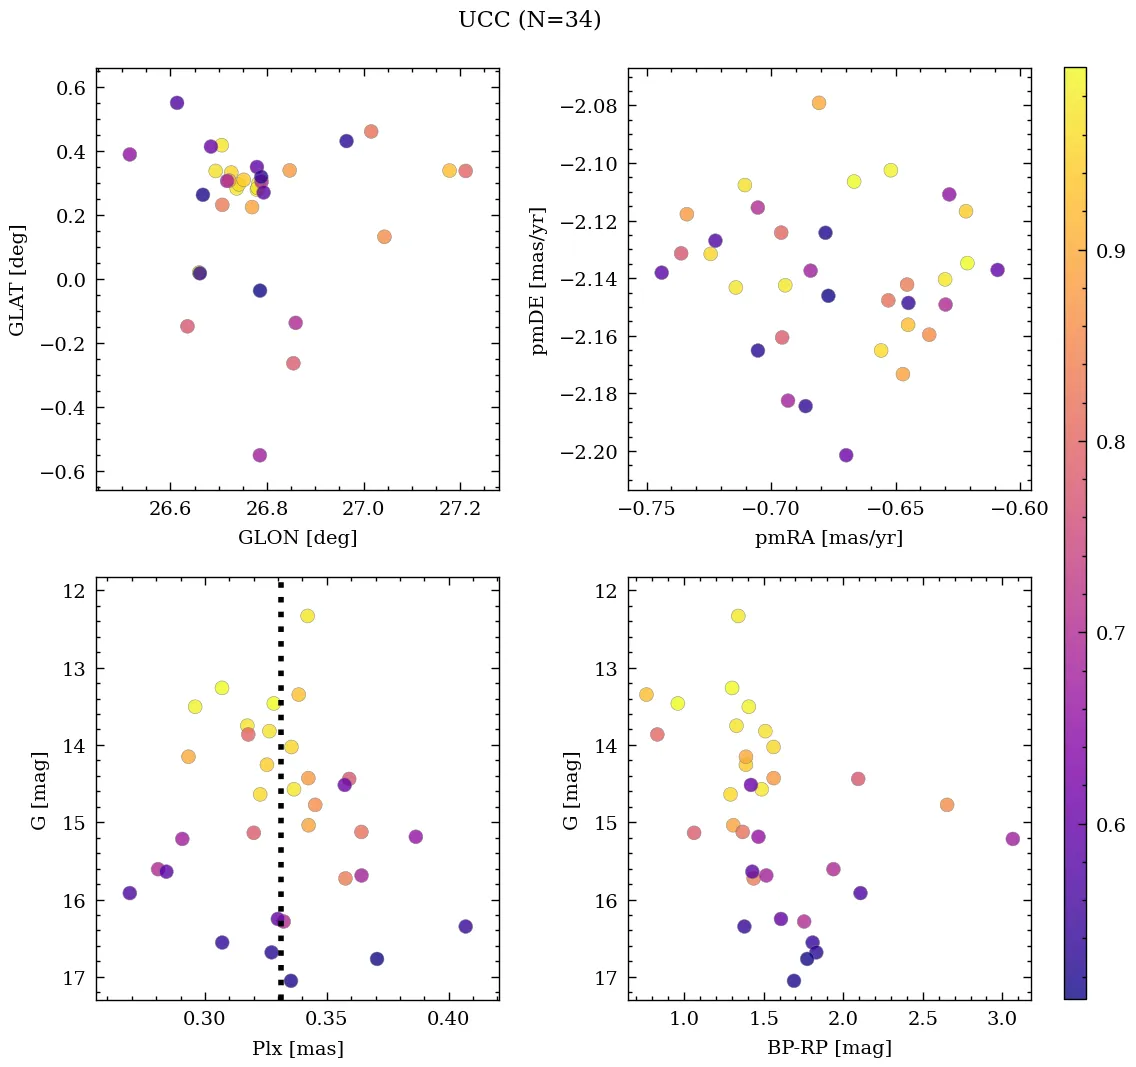 UCC (N=34)
0.6
0.4
0.2
0.0
−0.2
−0.4
−0.6
GLAT [deg]
26.6 26.8 27.0 27.2
GLON [deg]
−2.08
−2.10
−2.12
−2.14
−2.16
−2.18
−2.20
pmDE [mas/yr]
−0.75 −0.70 −0.65 −0.60
pmRA [mas/yr]
12
13
14
15
16
17
G [mag]
0.30 0.35 0.40
Plx [mas]
12
13
14
15
16
17
G [mag]
1.0 1.5 2.0 2.5 3.0
BP-RP [mag]
0.9
0.8
0.7
0.6